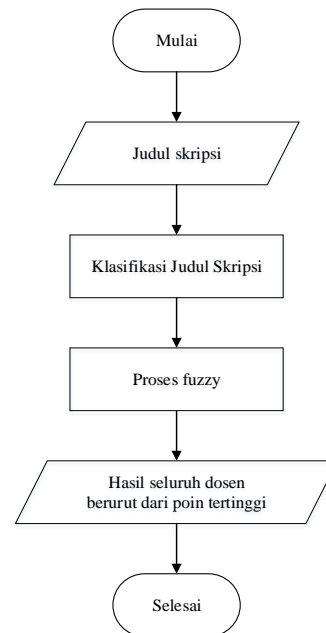 Mulai
Judul skripsi
Klasifikasi Judul Skripsi
Proses fuzzy
Hasil seluruh dosen
berurut dari poin tertinggi
Selesai